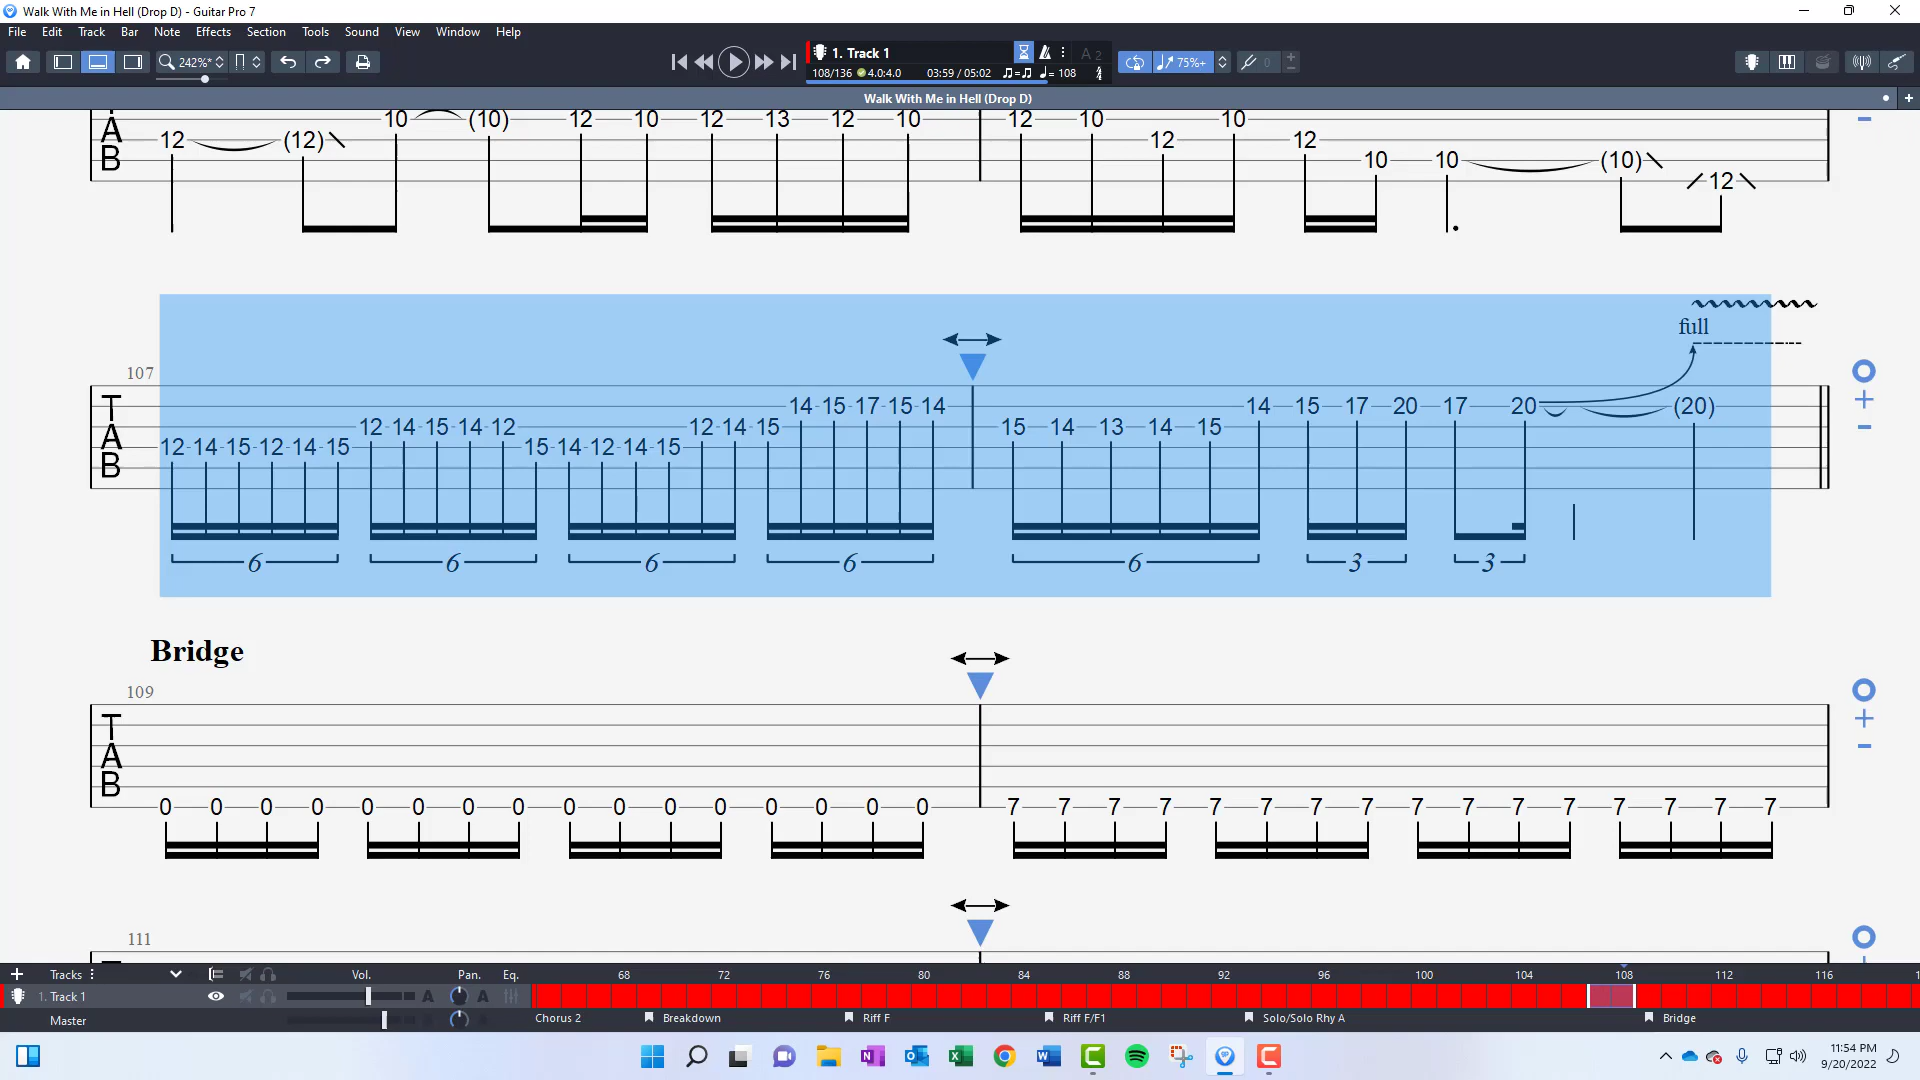 Walk With Me in Hell (Drop D) - Guitar Pro 7
File Edit Track Bar Note Effects Section Sound Tools View Window Help
242%*
1. Track 1
A 2
108/136 4.0:4.0 03:59 / 05:02 ♫=♫ ♩= 108
75%+
0
Walk With Me in Hell (Drop D)
10 (10) 12 10 12 13 12 10 12 10 10
12 (12) 12 12
10 10 (10)
12
TAB
full
107
14 15 17 15 14 14 15 17 20 17 20 (20)
12 14 15 14 12 12 14 15 15 14 13 14 15
12 14 15 12 14 15 15 14 12 14 15
TAB
6 6 6 6 6 3 3
Bridge
109
TAB
0 0 0 0 0 0 0 0 0 0 0 0 0 0 0 0 7 7 7 7 7 7 7 7 7 7 7 7 7 7 7 7
111
Tracks Vol. Pan. Eq. 68 72 76 80 84 88 92 96 100 104 108 112 116
1. Track 1 A A
Master Chorus 2 Breakdown Riff F Riff F/F1 Solo/Solo Rhy A Bridge
11:54 PM
9/20/2022